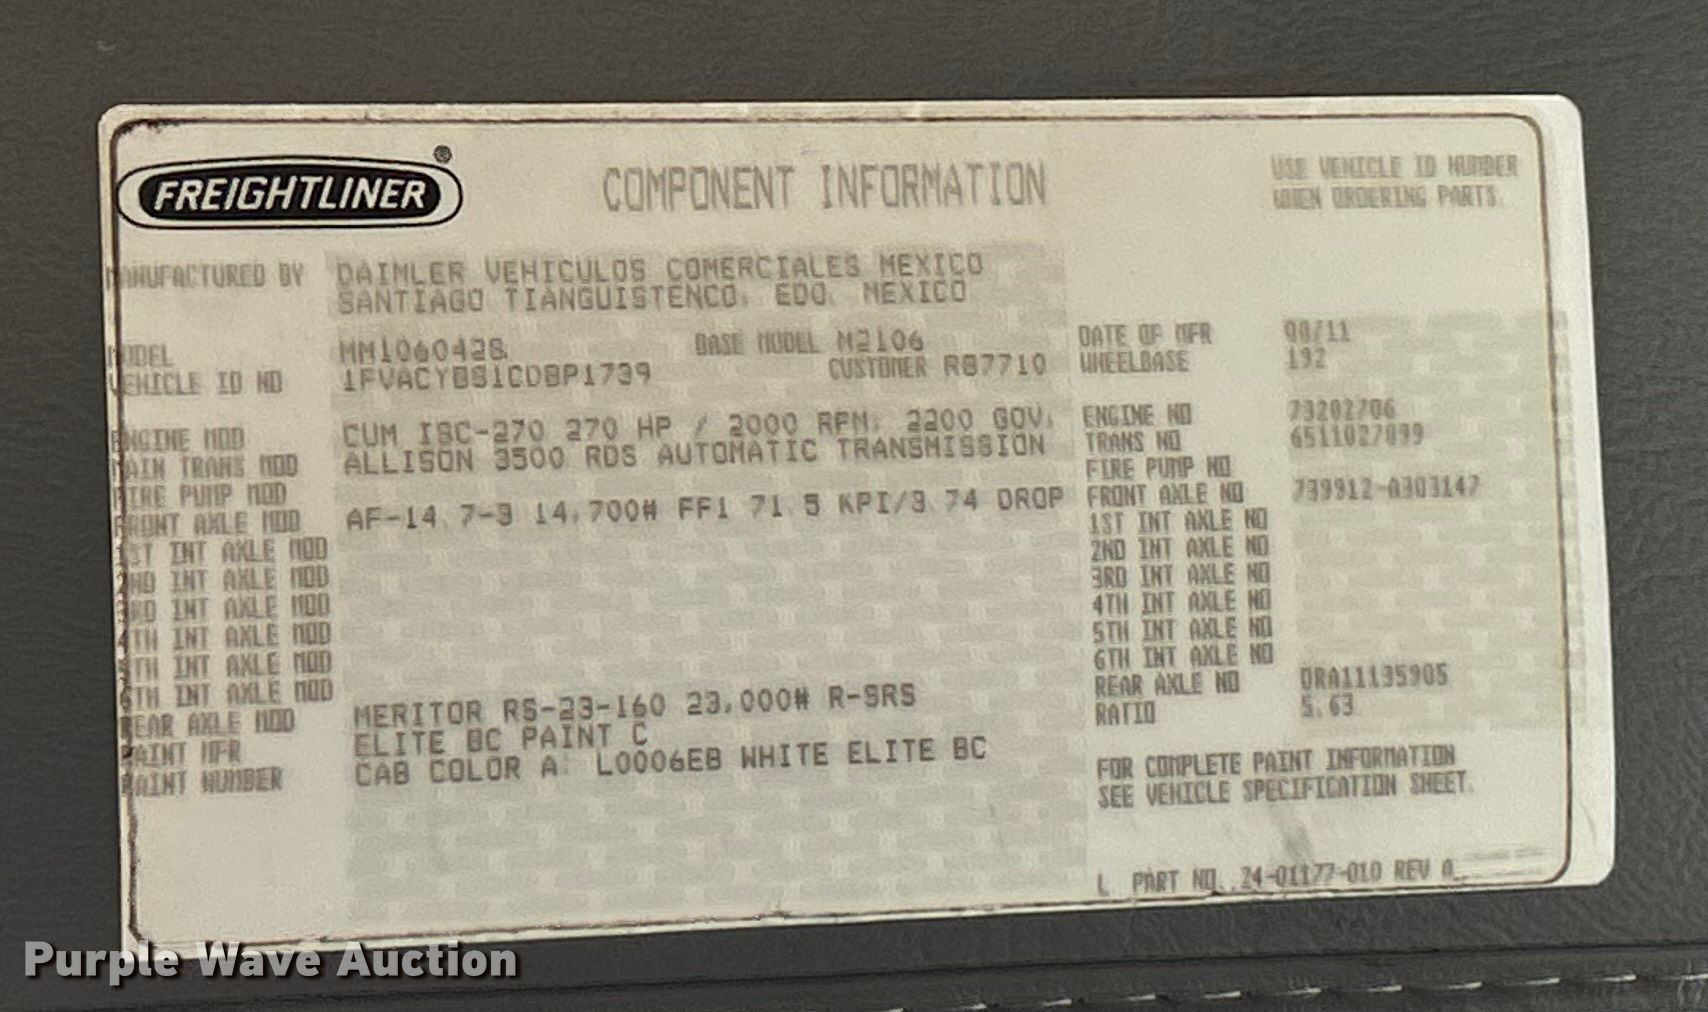 FREIGHTLINER®
COMPONENT INFORMATION
USE VEHICLE ID NUMBER
WHEN ORDERING PARTS.
MANUFACTURED BY DAIMLER VEHICULOS COMERCIALES MEXICO
SANTIAGO TIANGUISTENCO, EDO. MEXICO
MODEL MM106042S BASE MODEL M2106 DATE OF MFR 08/11
VEHICLE ID NO 1FVACYBS1CDBP1739 CUSTOMER R87710 WHEELBASE 192
ENGINE MOD CUM ISC-270 270 HP / 2000 RPM, 2200 GOV, ENGINE NO 73202706
MAIN TRANS MOD ALLISON 3500 RDS AUTOMATIC TRANSMISSION TRANS NO 6511027899
FIRE PUMP MOD FIRE PUMP NO
FRONT AXLE MOD AF-14.7-3 14,700# FF1 71.5 KPI/3.74 DROP FRONT AXLE NO 739912-A303147
1ST INT AXLE MOD 1ST INT AXLE NO
2ND INT AXLE MOD 2ND INT AXLE NO
3RD INT AXLE MOD 3RD INT AXLE NO
4TH INT AXLE MOD 4TH INT AXLE NO
5TH INT AXLE MOD 5TH INT AXLE NO
6TH INT AXLE MOD 6TH INT AXLE NO
REAR AXLE MOD MERITOR RS-23-160 23,000# R-SRS REAR AXLE NO DRA11135905
PAINT MFR ELITE BC PAINT C RATIO 5.63
PAINT NUMBER CAB COLOR A: L0006EB WHITE ELITE BC
FOR COMPLETE PAINT INFORMATION
SEE VEHICLE SPECIFICATION SHEET.
L PART NO. 24-01177-010 REV A
Purple Wave Auction